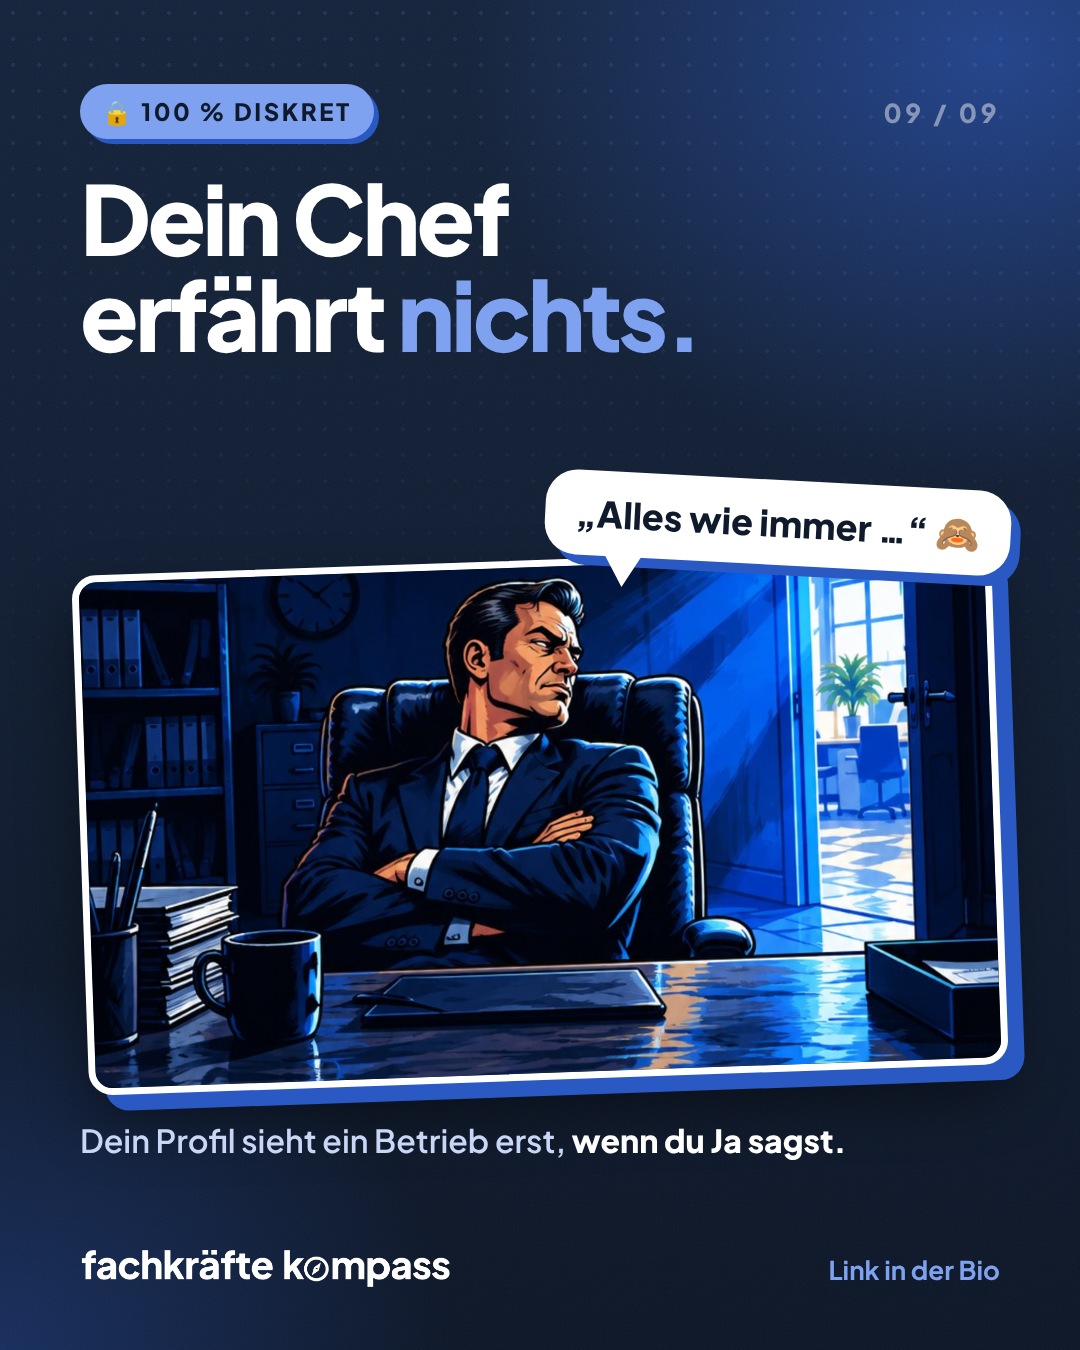 🔒 100 % DISKRET
09 / 09
Dein Chef
erfährt nichts.
„Alles wie immer ... “ 🙈
Dein Profil sieht ein Betrieb erst, wenn du Ja sagst.
fachkräfte kompass
Link in der Bio